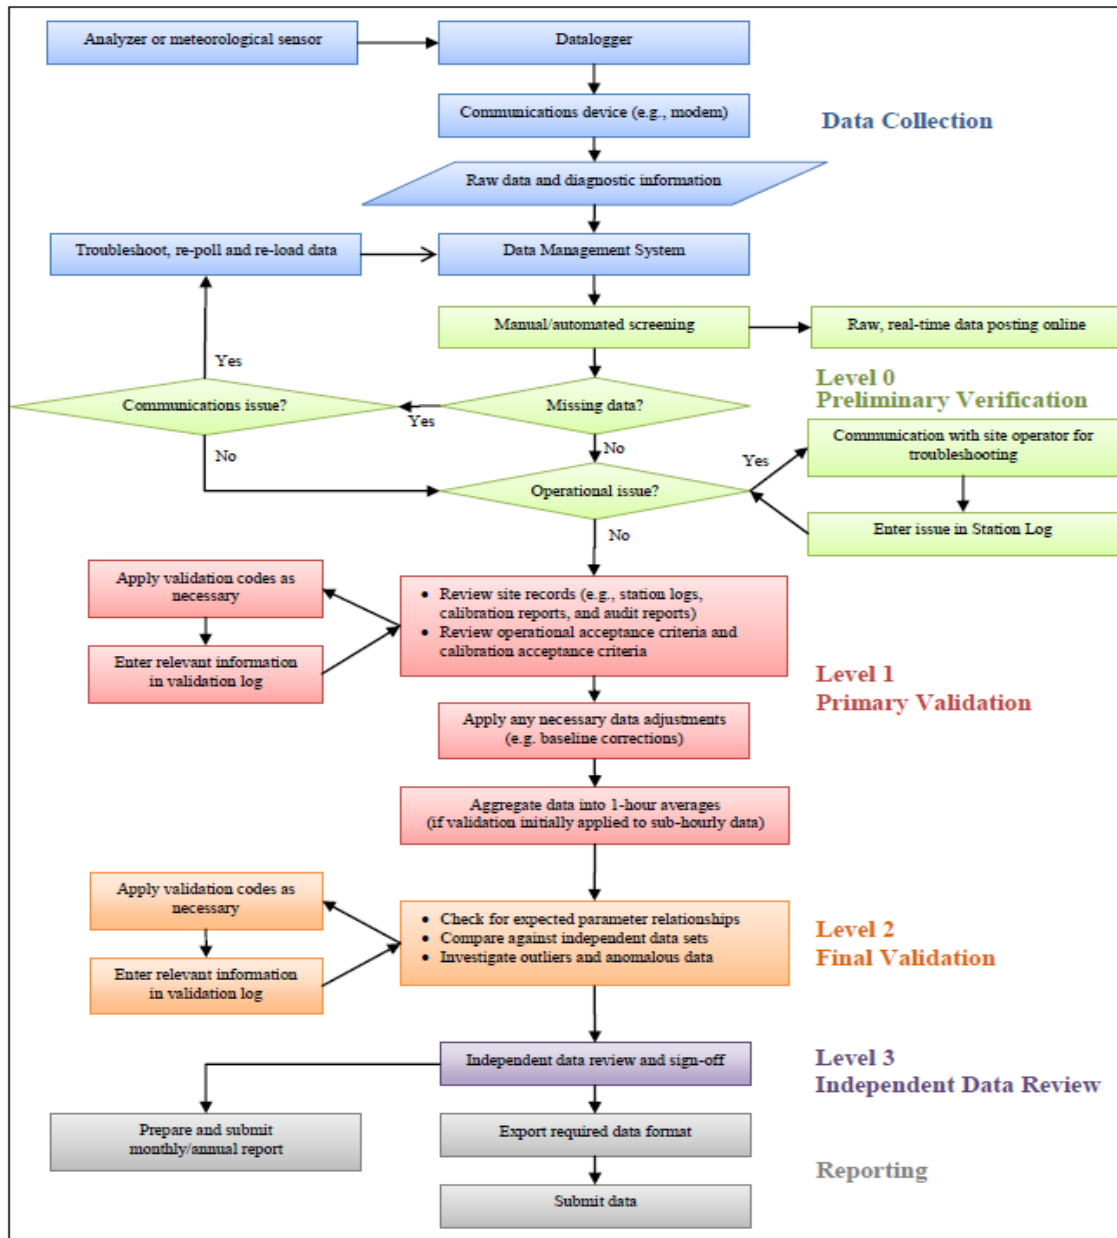 Analyzer or meteorological sensor
Datalogger
Communications device (e.g., modem)
Data Collection
Raw data and diagnostic information
Troubleshoot, re-poll and re-load data
Data Management System
Manual/automated screening
Raw, real-time data posting online
Yes
Level 0
Preliminary Verification
Communications issue?
Yes
Missing data?
No
No
Yes
Communication with site operator for
troubleshooting
Operational issue?
Enter issue in Station Log
No
Apply validation codes as
necessary
• Review site records (e.g., station logs,
calibration reports, and audit reports)
• Review operational acceptance criteria and
calibration acceptance criteria
Enter relevant information
in validation log
Level 1
Primary Validation
Apply any necessary data adjustments
(e.g. baseline corrections)
Aggregate data into 1-hour averages
(if validation initially applied to sub-hourly data)
Apply validation codes as
necessary
• Check for expected parameter relationships
• Compare against independent data sets
• Investigate outliers and anomalous data
Enter relevant information
in validation log
Level 2
Final Validation
Independent data review and sign-off
Level 3
Independent Data Review
Prepare and submit
monthly/annual report
Export required data format
Reporting
Submit data